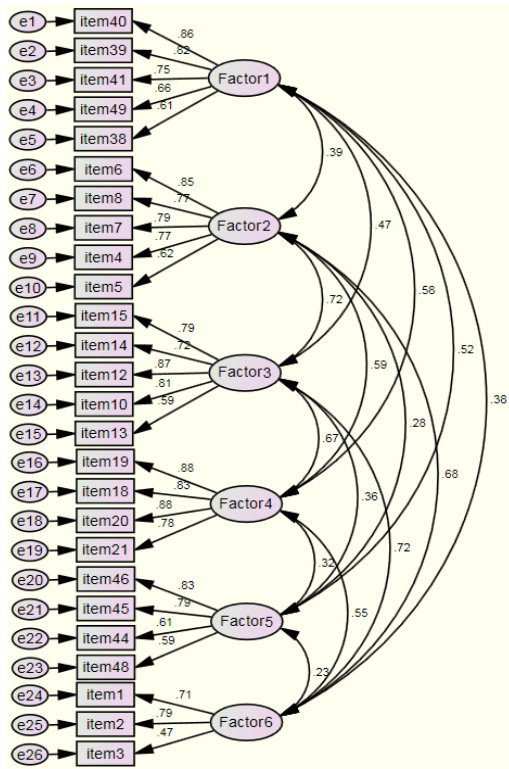 e1 item40 .86
e2 item39 .82
e3 item41 .75 Factor1
e4 item49 .66
e5 item38 .61
.39
e6 item6 .85
e7 item8 .77
e8 item7 .79 Factor2 .47
e9 item4 .77
e10 item5 .62
.72 .58
e11 item15 .79
e12 item14 .72 .59 .52
e13 item12 .87 Factor3
e14 item10 .81 .38
e15 item13 .59 .28
.67
e16 item19 .88
e17 item18 .83 .36 .68
e18 item20 .88 Factor4
e19 item21 .78
.72
.32
e20 item46 .83
e21 item45 .79 .55
e22 item44 .61 Factor5
e23 item48 .59
.23
e24 item1 .71
e25 item2 .79 Factor6
e26 item3 .47